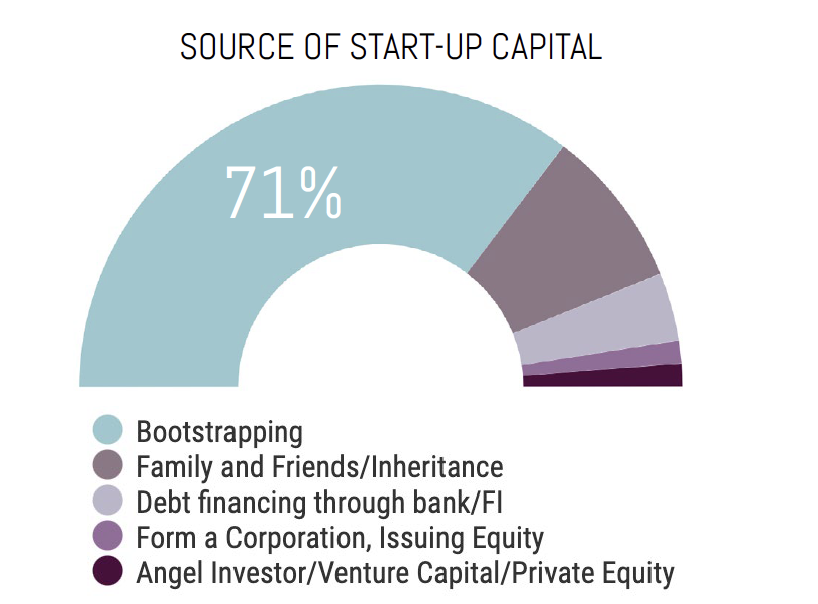 SOURCE OF START-UP CAPITAL
71%
Bootstrapping
Family and Friends/Inheritance
Debt financing through bank/FI
Form a Corporation, Issuing Equity
Angel Investor/Venture Capital/Private Equity